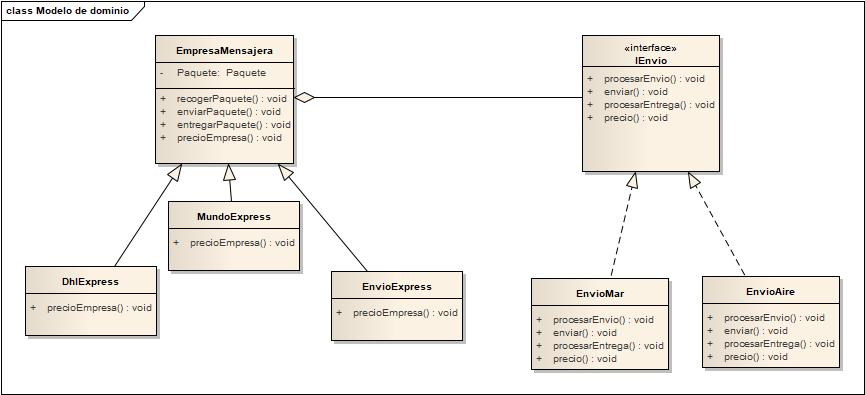 class Modelo de dominio
EmpresaMensajera
- Paquete: Paquete
+ recogerPaquete() : void
+ enviarPaquete() : void
+ entregarPaquete() : void
+ precioEmpresa() : void
«interface»
IEnvio
+ procesarEnvio() : void
+ enviar() : void
+ procesarEntrega() : void
+ precio() : void
MundoExpress
+ precioEmpresa() : void
DhlExpress
+ precioEmpresa() : void
EnvioExpress
+ precioEmpresa() : void
EnvioMar
+ procesarEnvio() : void
+ enviar() : void
+ procesarEntrega() : void
+ precio() : void
EnvioAire
+ procesarEnvio() : void
+ enviar() : void
+ procesarEntrega() : void
+ precio() : void